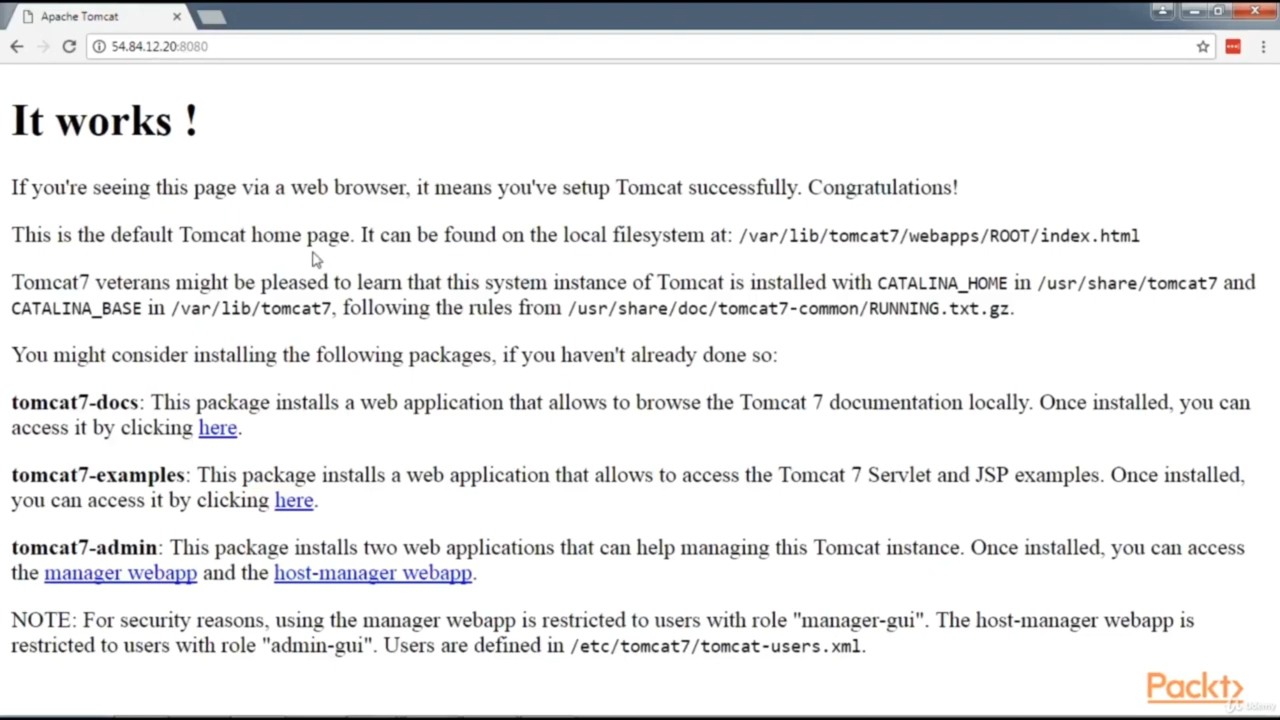 Apache Tomcat
54.84.12.20:8080
It works !
If you're seeing this page via a web browser, it means you've setup Tomcat successfully. Congratulations!
This is the default Tomcat home page. It can be found on the local filesystem at: /var/lib/tomcat7/webapps/ROOT/index.html
Tomcat7 veterans might be pleased to learn that this system instance of Tomcat is installed with CATALINA_HOME in /usr/share/tomcat7 and
CATALINA_BASE in /var/lib/tomcat7, following the rules from /usr/share/doc/tomcat7-common/RUNNING.txt.gz.
You might consider installing the following packages, if you haven't already done so:
tomcat7-docs: This package installs a web application that allows to browse the Tomcat 7 documentation locally. Once installed, you can
access it by clicking here.
tomcat7-examples: This package installs a web application that allows to access the Tomcat 7 Servlet and JSP examples. Once installed,
you can access it by clicking here.
tomcat7-admin: This package installs two web applications that can help managing this Tomcat instance. Once installed, you can access
the manager webapp and the host-manager webapp.
NOTE: For security reasons, using the manager webapp is restricted to users with role "manager-gui". The host-manager webapp is
restricted to users with role "admin-gui". Users are defined in /etc/tomcat7/tomcat-users.xml.
Packt>
Udemy